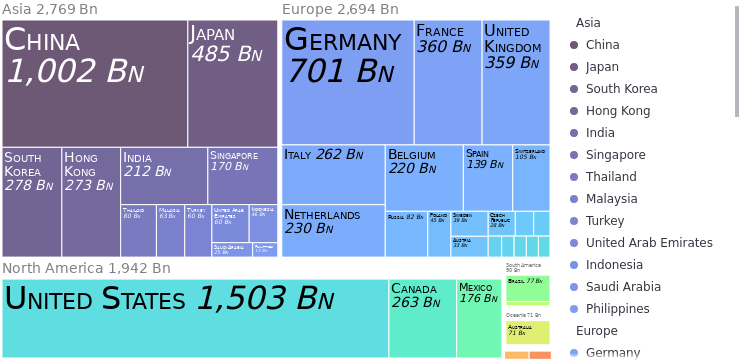 Asia 2,769 Bn
China
1,002 Bn
Japan
485 Bn
South
Korea
278 Bn
Hong
Kong
273 Bn
India
212 Bn
Singapore
170 Bn
Thailand
80 Bn
Malaysia
63 Bn
Turkey
60 Bn
United Arab
Emirates
60 Bn
Indonesia
Saudi Arabia
25 Bn
Europe 2,694 Bn
Germany
701 Bn
France
360 Bn
United
Kingdom
359 Bn
Italy 262 Bn
Netherlands
230 Bn
Belgium
220 Bn
Spain
139 Bn
Switzerland
105 Bn
Russia 82 Bn
Poland
45 Bn
Sweden
39 Bn
Austria
33 Bn
Czech
Republic
28 Bn
North America 1,942 Bn
United States 1,503 Bn
Canada
263 Bn
Mexico
176 Bn
South America
Brazil 77 Bn
Oceania 71 Bn
Australia
71 Bn
Asia
China
Japan
South Korea
Hong Kong
India
Singapore
Thailand
Malaysia
Turkey
United Arab Emirates
Indonesia
Saudi Arabia
Philippines
Europe
Germany